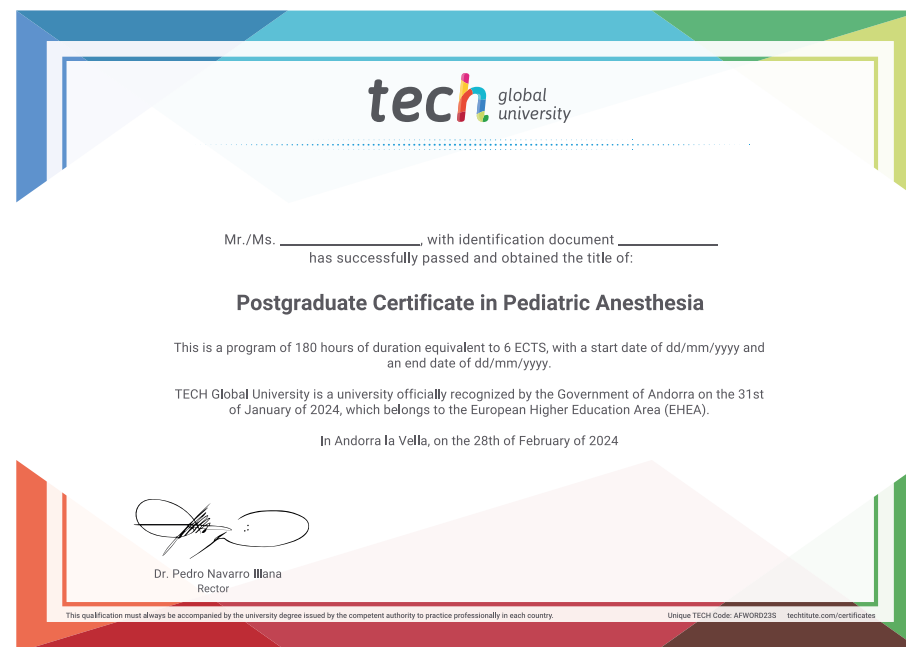 tech global university
Mr./Ms. ____________, with identification document ____________
has successfully passed and obtained the title of:
Postgraduate Certificate in Pediatric Anesthesia
This is a program of 180 hours of duration equivalent to 6 ECTS, with a start date of dd/mm/yyyy and
an end date of dd/mm/yyyy.
TECH Global University is a university officially recognized by the Government of Andorra on the 31st
of January of 2024, which belongs to the European Higher Education Area (EHEA).
In Andorra la Vella, on the 28th of February of 2024
Dr. Pedro Navarro Illana
Rector
This qualification must always be accompanied by the university degree issued by the competent authority to practice professionally in each country.
Unique TECH Code: AFWORD23S techtitute.com/certificates